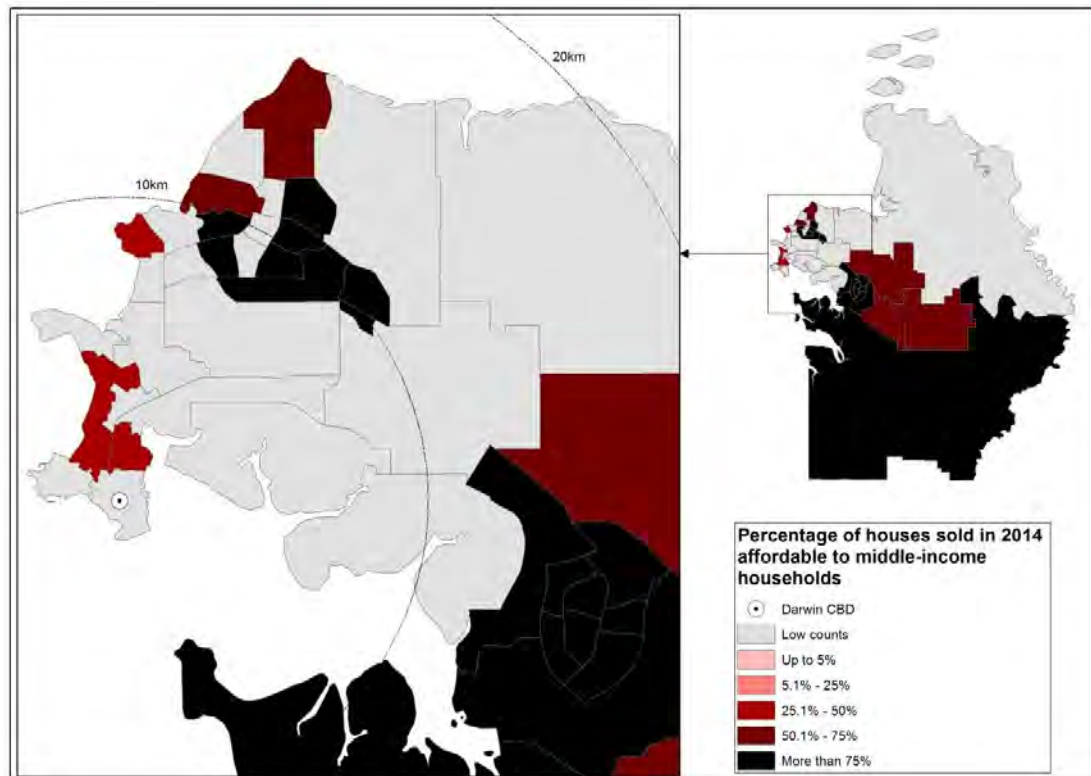 20km
10km
Percentage of houses sold in 2014
affordable to middle-income
households
Darwin CBD
Low counts
Up to 5%
5.1% - 25%
25.1% - 50%
50.1% - 75%
More than 75%